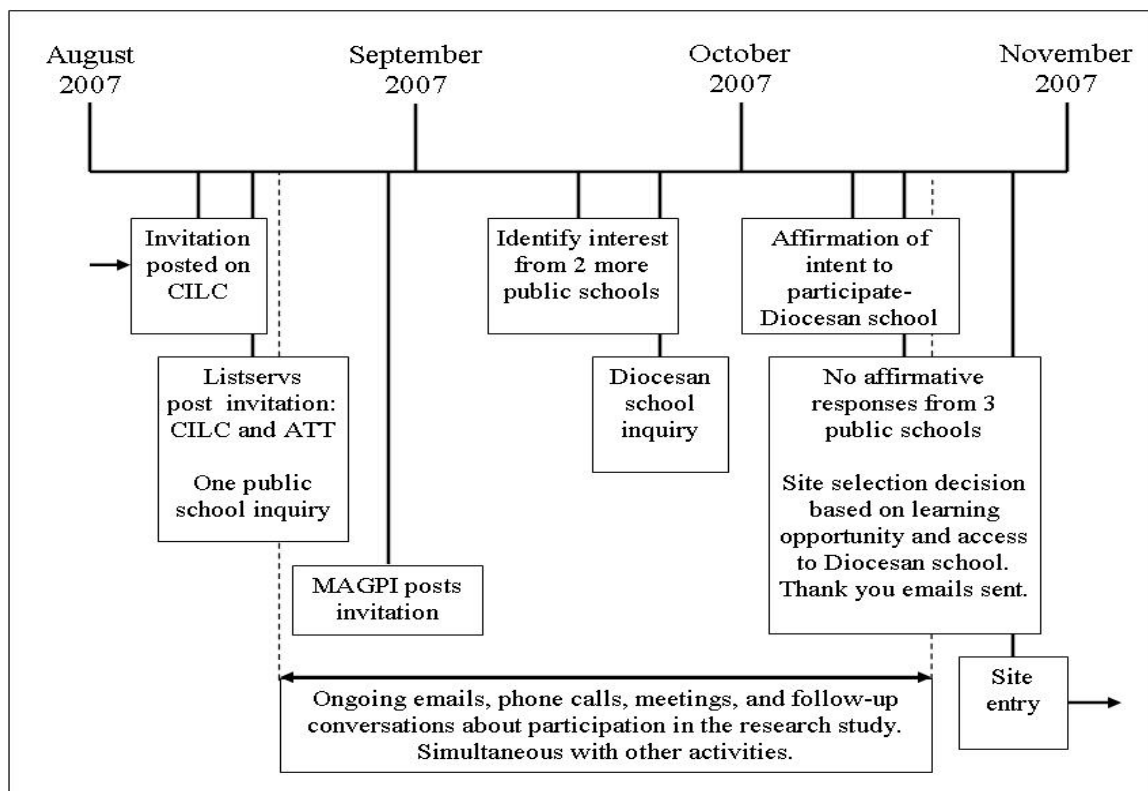 August
2007
September
2007
October
2007
November
2007
Invitation
posted on
CILC
Listservs
post invitation:
CILC and ATT
One public
school inquiry
MAGPI posts
invitation
Identify interest
from 2 more
public schools
Diocesan
school
inquiry
Affirmation of
intent to
participate-
Diocesan school
No affirmative
responses from 3
public schools
Site selection decision
based on learning
opportunity and access
to Diocesan school.
Thank you emails sent.
Site
entry
Ongoing emails, phone calls, meetings, and follow-up
conversations about participation in the research study.
Simultaneous with other activities.